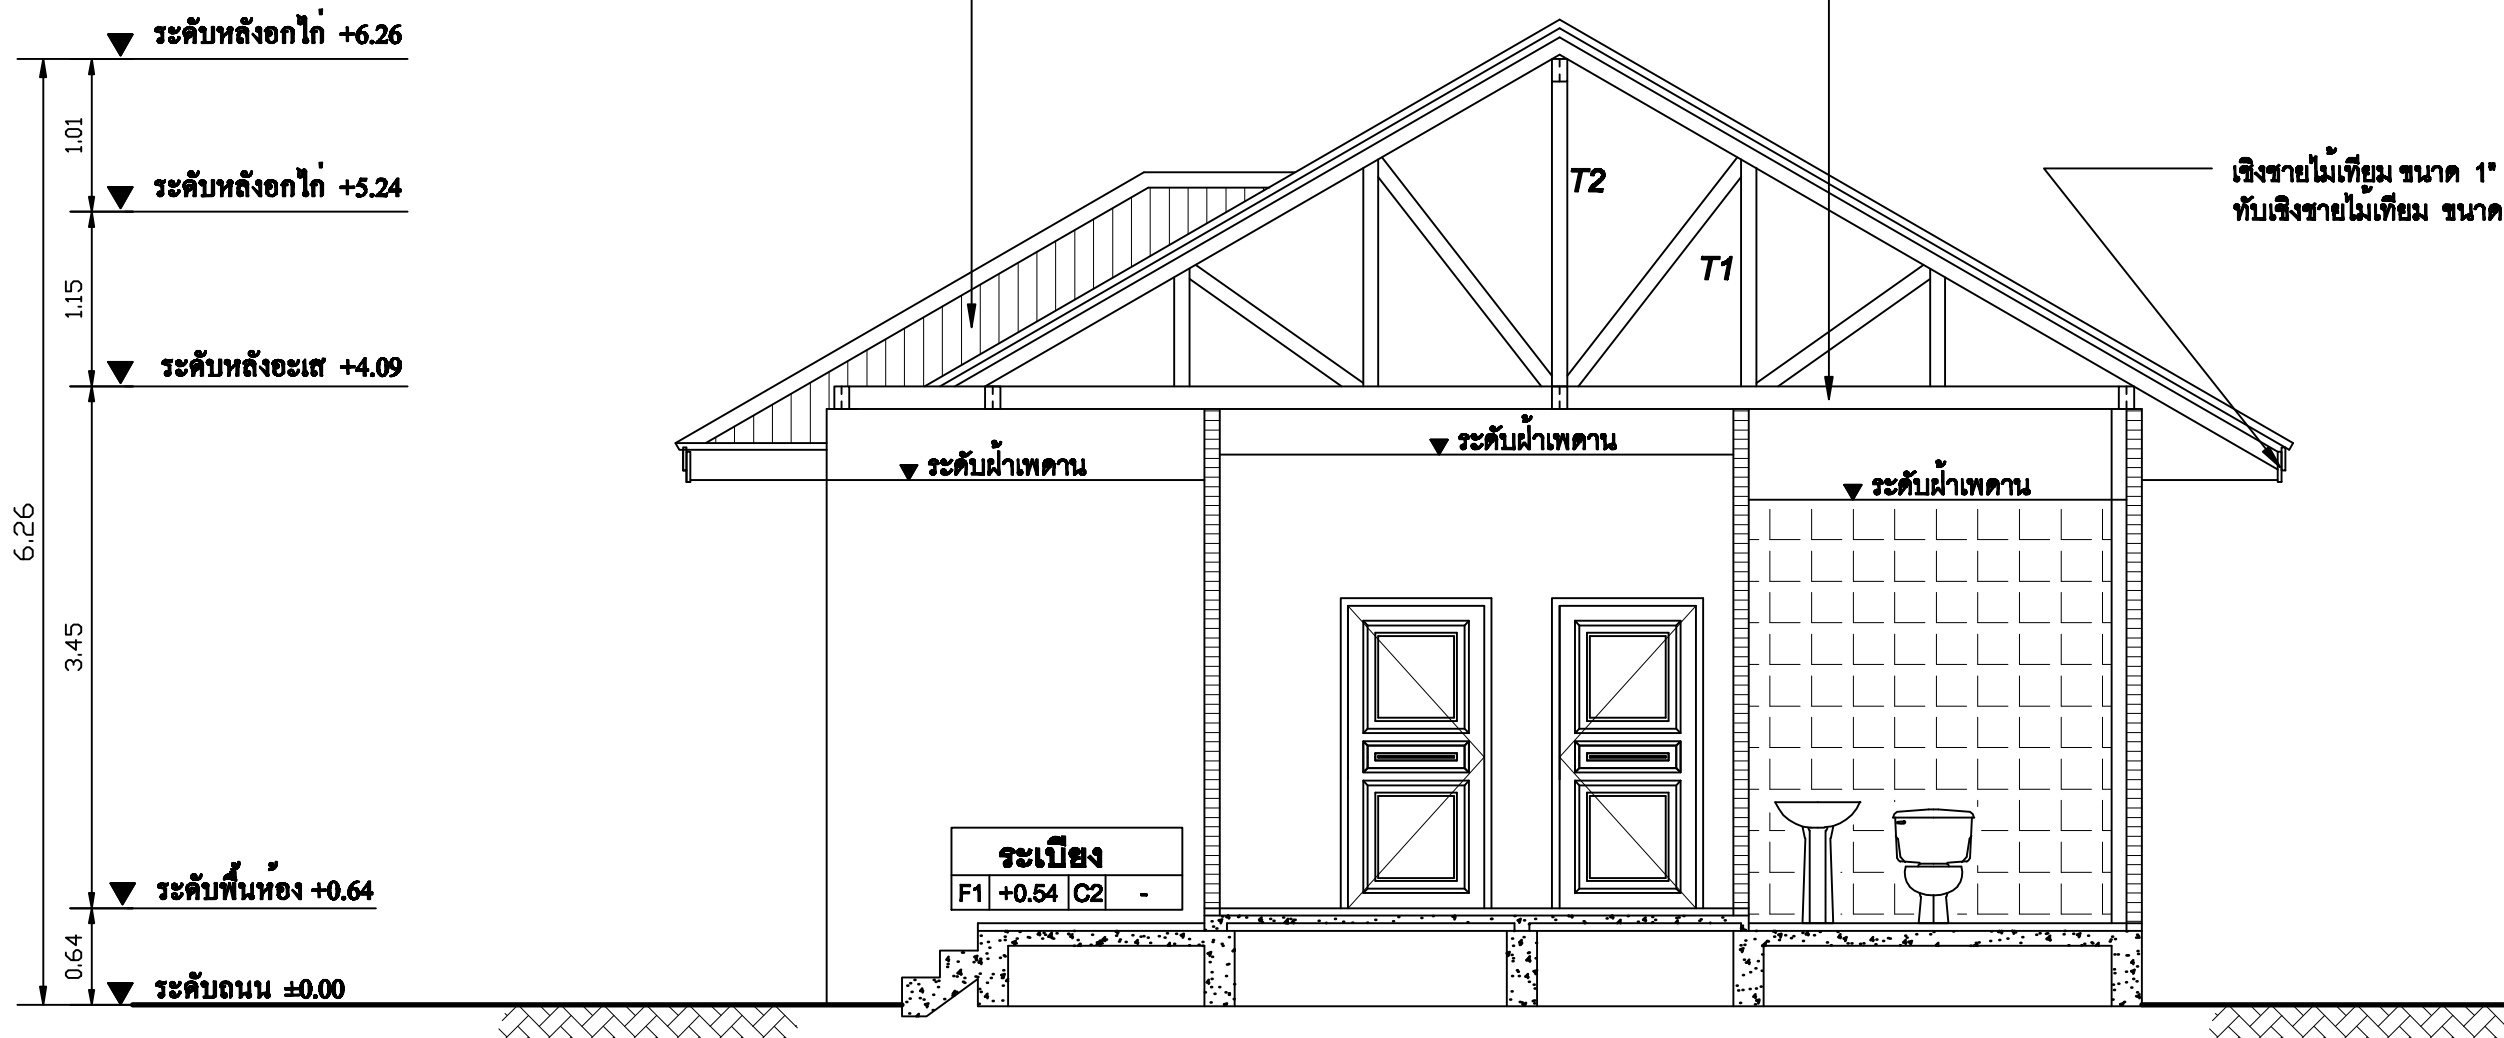 ระดับหลังอกไก่ +6.26
1.01
ระดับหลังอกไก่ +5.24
1.15
ระดับหลังอะเส +4.09
6.26
3.45
ระดับพื้นห้อง +0.64
0.64
ระดับถนน ±0.00
T2
T1
เชิงชายไม้เทียม ขนาด 1"
ทับเชิงชายไม้เทียม ขนาด
ระดับฝ้าเพดาน
ระดับฝ้าเพดาน
ระดับฝ้าเพดาน
ระเบียง
F1 +0.54 C2 -